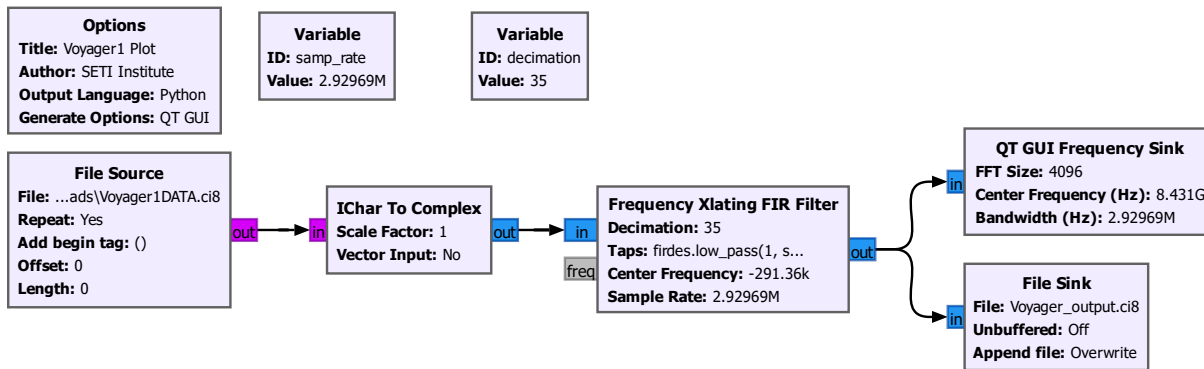 Options
Title: Voyager1 Plot
Author: SETI Institute
Output Language: Python
Generate Options: QT GUI
Variable
ID: samp_rate
Value: 2.92969M
Variable
ID: decimation
Value: 35
File Source
File: ...ads\Voyager1DATA.ci8
Repeat: Yes
Add begin tag: ()
Offset: 0
Length: 0
out
in
IChar To Complex
Scale Factor: 1
Vector Input: No
out
in
freq
Frequency Xlating FIR Filter
Decimation: 35
Taps: firdes.low_pass(1, s...
Center Frequency: -291.36k
Sample Rate: 2.92969M
out
in
QT GUI Frequency Sink
FFT Size: 4096
Center Frequency (Hz): 8.431G
Bandwidth (Hz): 2.92969M
in
File Sink
File: Voyager_output.ci8
Unbuffered: Off
Append file: Overwrite